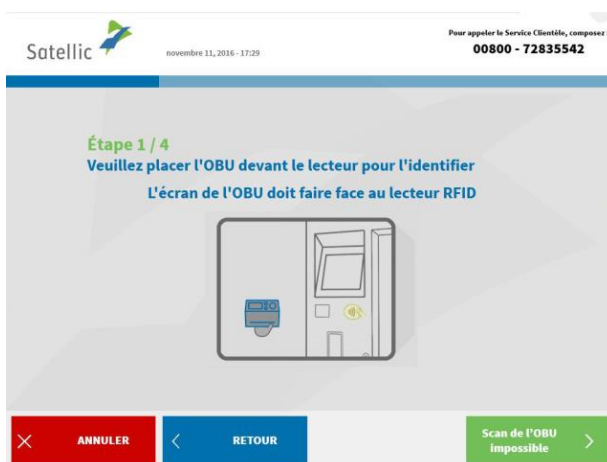 Satellic
novembre 11, 2016 - 17:29
Pour appeler le Service Clientèle, composez
00800 - 72835542
Étape 1 / 4
Veuillez placer l'OBU devant le lecteur pour l'identifier
L'écran de l'OBU doit faire face au lecteur RFID
ANNULER
RETOUR
Scan de l'OBU
impossible